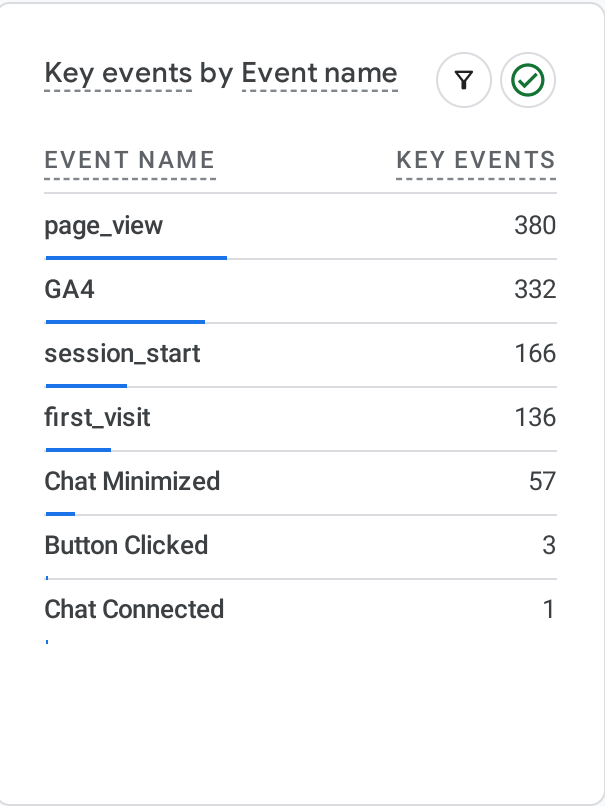 Key events by Event name
EVENT NAME KEY EVENTS
page_view 380
GA4 332
session_start 166
first_visit 136
Chat Minimized 57
Button Clicked 3
Chat Connected 1